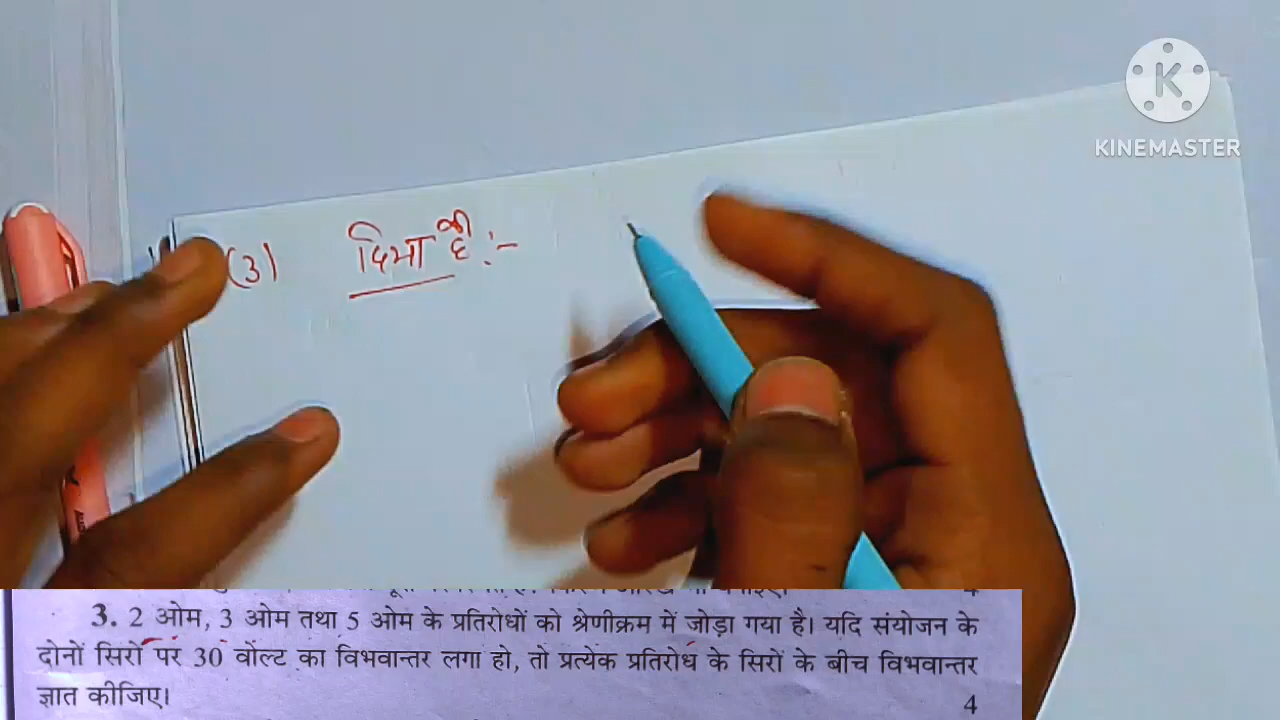 KINEMASTER
(3) दिया है :-
3. 2 ओम, 3 ओम तथा 5 ओम के प्रतिरोधों को श्रेणीक्रम में जोड़ा गया है। यदि संयोजन के
दोनों सिरों पर 30 वोल्ट का विभवान्तर लगा हो, तो प्रत्येक प्रतिरोध के सिरों के बीच विभवान्तर
ज्ञात कीजिए। 4